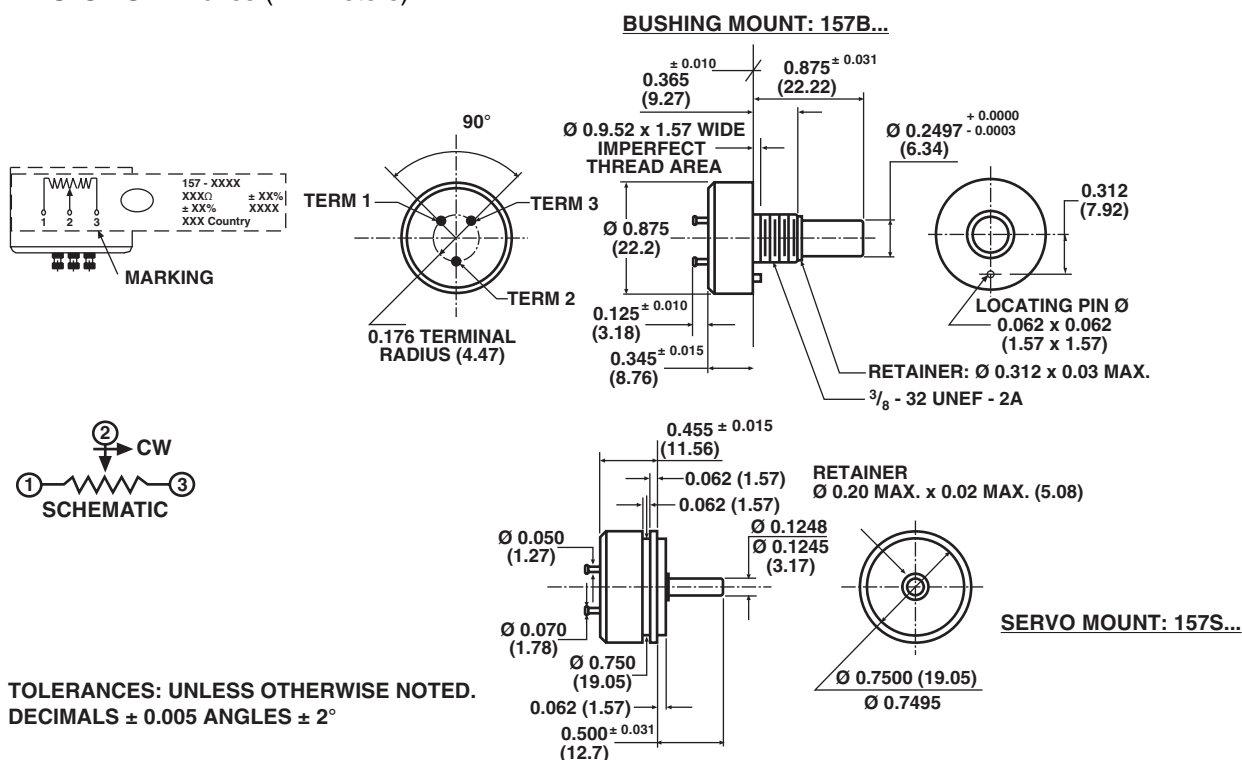 BUSHING MOUNT: 157B...
± 0.010
0.365
(9.27)
0.875 ± 0.031
(22.22)
Ø 0.9.52 x 1.57 WIDE
IMPERFECT
THREAD AREA
Ø 0.2497 + 0.0000 - 0.0003
(6.34)
90°
157 - XXXX
XXXΩ ± XX%
± XX% XXXX
XXX Country
1 2 3
MARKING
TERM 1
TERM 3
TERM 2
0.176 TERMINAL
RADIUS (4.47)
Ø 0.875
(22.2)
0.125 ± 0.010
(3.18)
0.345 ± 0.015
(8.76)
0.312
(7.92)
LOCATING PIN Ø
0.062 x 0.062
(1.57 x 1.57)
RETAINER: Ø 0.312 x 0.03 MAX.
3/8 - 32 UNEF - 2A
2
CW
1
3
SCHEMATIC
0.455 ± 0.015
(11.56)
0.062 (1.57)
0.062 (1.57)
Ø 0.050
(1.27)
Ø 0.1248
Ø 0.1245
(3.17)
Ø 0.070
(1.78)
Ø 0.750
(19.05)
0.062 (1.57)
0.500 ± 0.031
(12.7)
RETAINER
Ø 0.20 MAX. x 0.02 MAX. (5.08)
Ø 0.7500 (19.05)
Ø 0.7495
SERVO MOUNT: 157S...
TOLERANCES: UNLESS OTHERWISE NOTED.
DECIMALS ± 0.005 ANGLES ± 2°